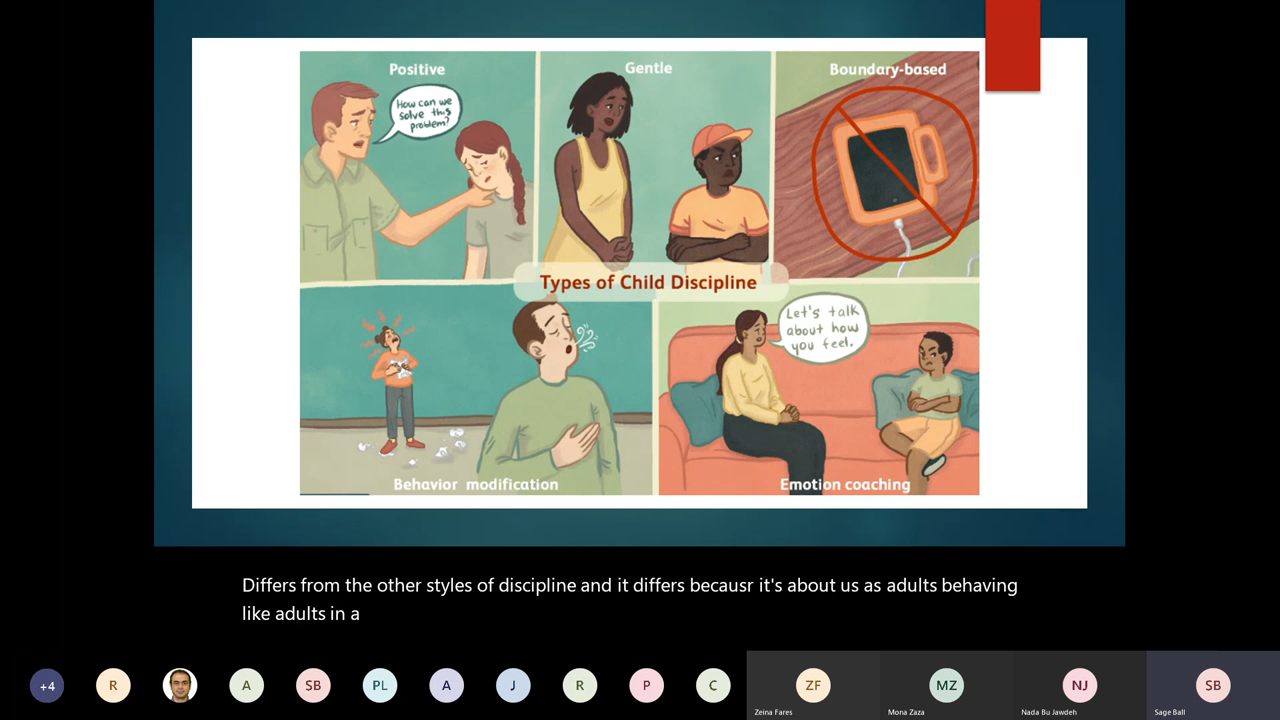 Positive
Gentle
Boundary-based
How can we
solve this
problem?
Types of Child Discipline
Let's talk
about how
you feel.
Behavior modification
Emotion coaching
Differs from the other styles of discipline and it differs becausr it's about us as adults behaving
like adults in a
+4
R
A
SB
PL
A
J
R
P
C
ZF
MZ
NJ
SB
Zeina Fares
Mona Zaza
Nada Bu Jawdeh
Sage Ball